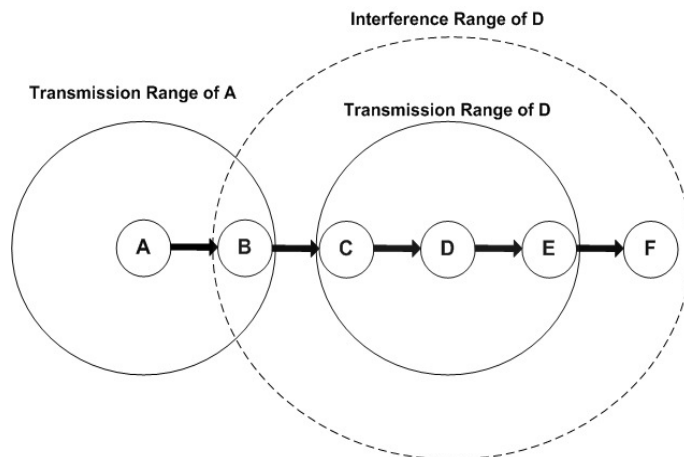 Interference Range of D
Transmission Range of A
Transmission Range of D
A B C D E F